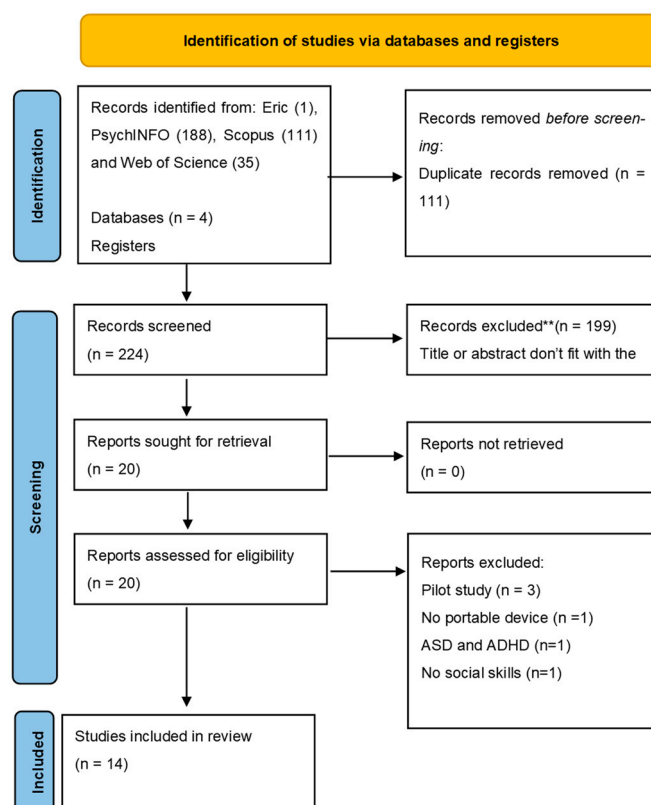 Identification of studies via databases and registers
Identification
Records identified from: Eric (1),
PsychINFO (188), Scopus (111)
and Web of Science (35)
Databases (n = 4)
Registers
Records removed before screen-
ing:
Duplicate records removed (n =
111)
Screening
Records screened
(n = 224)
Records excluded**(n = 199)
Title or abstract don’t fit with the
Reports sought for retrieval
(n = 20)
Reports not retrieved
(n = 0)
Reports assessed for eligibility
(n = 20)
Reports excluded:
Pilot study (n = 3)
No portable device (n =1)
ASD and ADHD (n=1)
No social skills (n=1)
Included
Studies included in review
(n = 14)